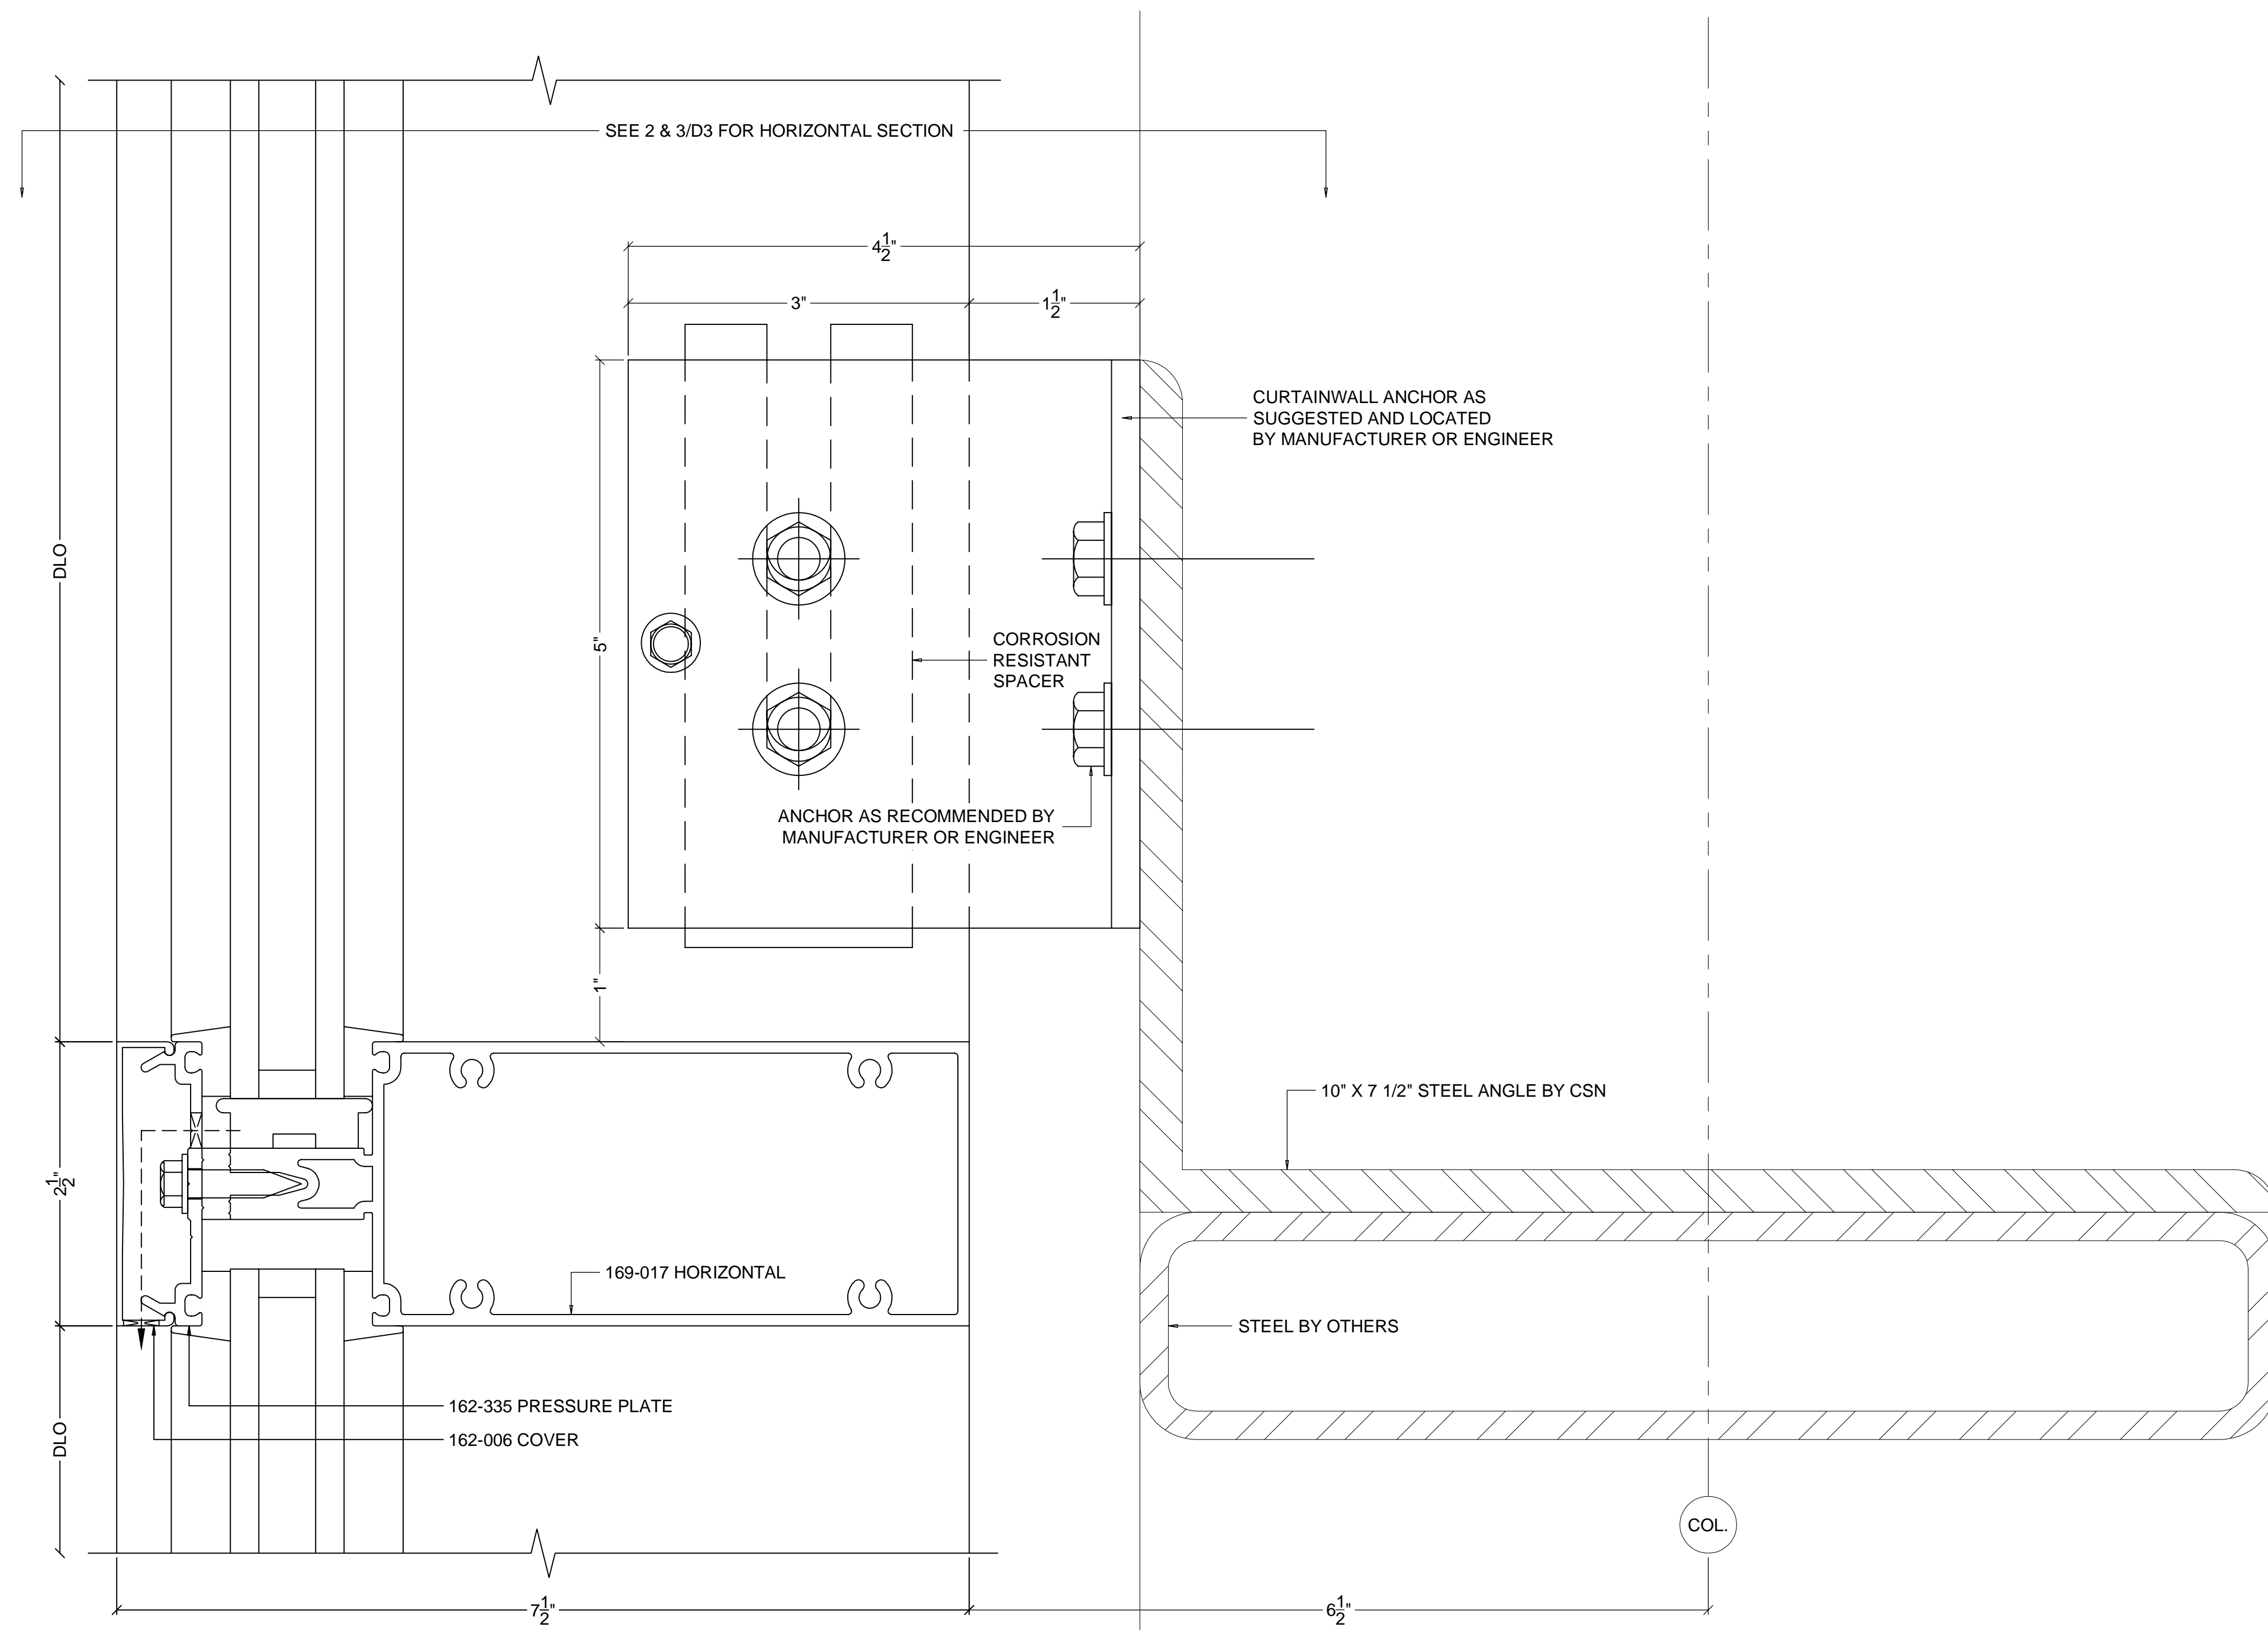 SEE 2 & 3/D3 FOR HORIZONTAL SECTION
4 1/2"
3"
1 1/2"
CURTAINWALL ANCHOR AS
SUGGESTED AND LOCATED
BY MANUFACTURER OR ENGINEER
DLO
5"
CORROSION
RESISTANT
SPACER
ANCHOR AS RECOMMENDED BY
MANUFACTURER OR ENGINEER
1"
10" X 7 1/2" STEEL ANGLE BY CSN
2 1/2"
169-017 HORIZONTAL
STEEL BY OTHERS
162-335 PRESSURE PLATE
DLO
162-006 COVER
COL.
7 1/2"
6 1/2"